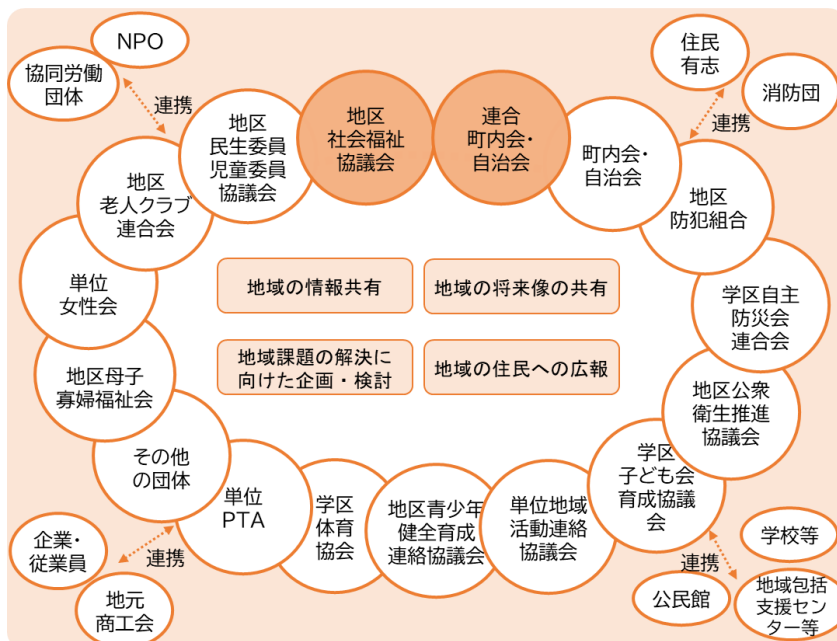 NPO
協同労働
団体
連携
地区
民生委員
児童委員
協議会
地区
社会福祉
協議会
連合
町内会・
自治会
町内会・
自治会
住民
有志
消防団
連携
地区
防犯組合
学区自主
防災会
連合会
地区公衆
衛生推進
協議会
学区
子ども会
育成協議
会
連携
学校等
公民館
地域包括
支援セン
ター等
単位地域
活動連絡
協議会
地区青少年
健全育成
連絡協議会
学区
体育
協会
単位
PTA
その他
の団体
連携
企業・
従業員
地元
商工会
地区母子
寡婦福祉会
単位
女性会
地区
老人クラブ
連合会
地域の情報共有
地域の将来像の共有
地域課題の解決に
向けた企画・検討
地域の住民への広報